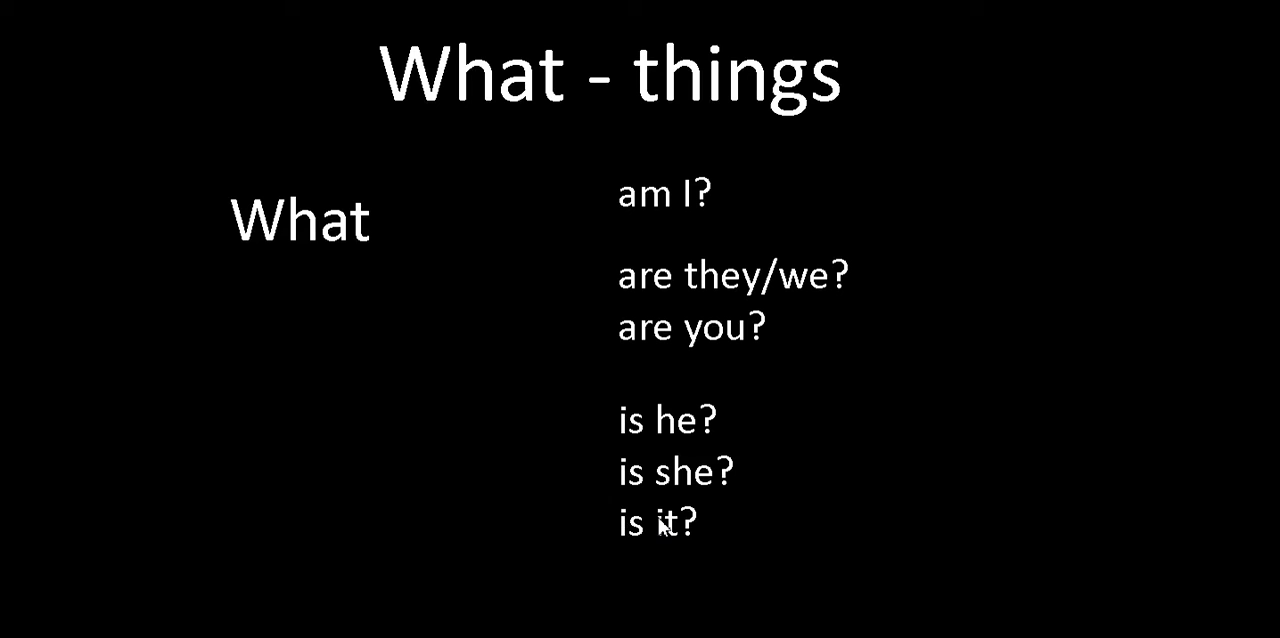 What - things
What
am I?
are they/we?
are you?
is he?
is she?
is it?